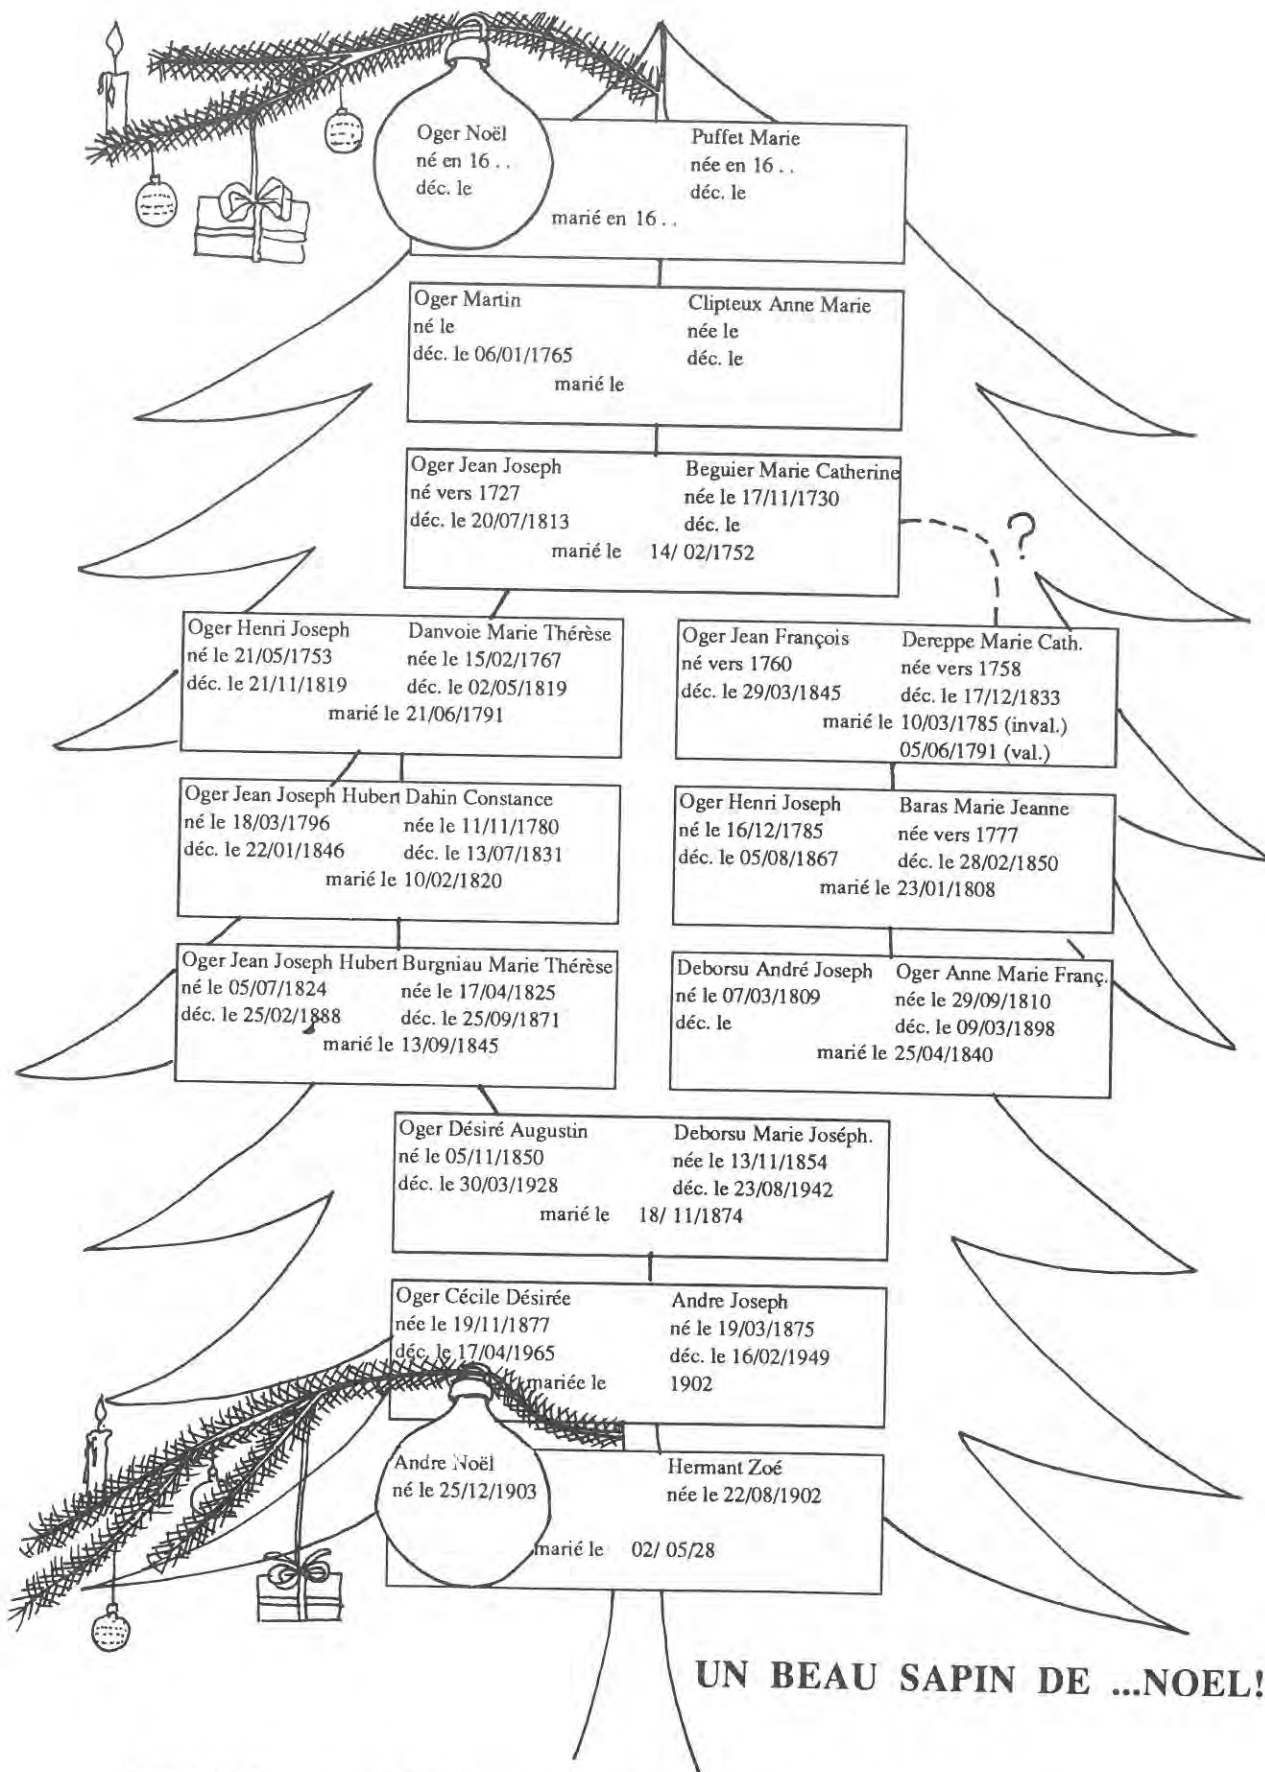 Oger Noël
né en 16 . .
déc. le
Puffet Marie
née en 16 . .
déc. le
marié en 16 . .
Oger Martin
né le
déc. le 06/01/1765
Clipteux Anne Marie
née le
déc. le
marié le
Oger Jean Joseph
né vers 1727
déc. le 20/07/1813
Beguier Marie Catherine
née le 17/11/1730
déc. le
marié le 14/ 02/1752
?
Oger Henri Joseph
né le 21/05/1753
déc. le 21/11/1819
Danvoie Marie Thérèse
née le 15/02/1767
déc. le 02/05/1819
marié le 21/06/1791
Oger Jean François
né vers 1760
déc. le 29/03/1845
Dereppe Marie Cath.
née vers 1758
déc. le 17/12/1833
marié le 10/03/1785 (inval.)
05/06/1791 (val.)
Oger Jean Joseph Hubert
né le 18/03/1796
déc. le 22/01/1846
Dahin Constance
née le 11/11/1780
déc. le 13/07/1831
marié le 10/02/1820
Oger Henri Joseph
né le 16/12/1785
déc. le 05/08/1867
Baras Marie Jeanne
née vers 1777
déc. le 28/02/1850
marié le 23/01/1808
Oger Jean Joseph Hubert
né le 05/07/1824
déc. le 25/02/1888
Burgniau Marie Thérèse
née le 17/04/1825
déc. le 25/09/1871
marié le 13/09/1845
Deborsu André Joseph
né le 07/03/1809
déc. le
Oger Anne Marie Franç.
née le 29/09/1810
déc. le 09/03/1898
marié le 25/04/1840
Oger Désiré Augustin
né le 05/11/1850
déc. le 30/03/1928
Deborsu Marie Joséph.
née le 13/11/1854
déc. le 23/08/1942
marié le 18/ 11/1874
Oger Cécile Désirée
née le 19/11/1877
déc. le 17/04/1965
Andre Joseph
né le 19/03/1875
déc. le 16/02/1949
mariée le 1902
Andre Noël
né le 25/12/1903
Hermant Zoé
née le 22/08/1902
marié le 02/ 05/28
UN BEAU SAPIN DE ...NOEL!